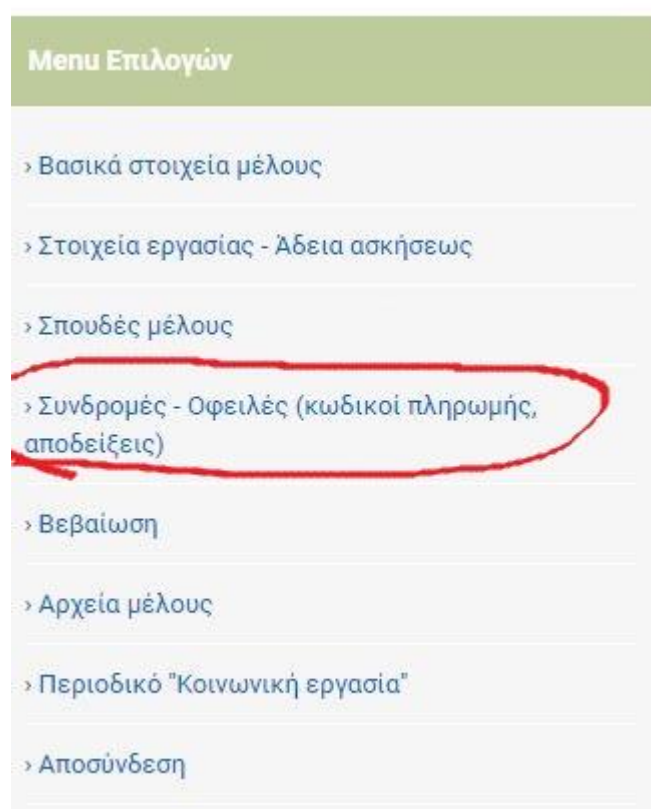 Menu Επιλογών
› Βασικά στοιχεία μέλους
› Στοιχεία εργασίας - Άδεια ασκήσεως
› Σπουδές μέλους
› Συνδρομές - Οφειλές (κωδικοί πληρωμής,
αποδείξεις)
› Βεβαίωση
› Αρχεία μέλους
› Περιοδικό "Κοινωνική εργασία"
› Αποσύνδεση